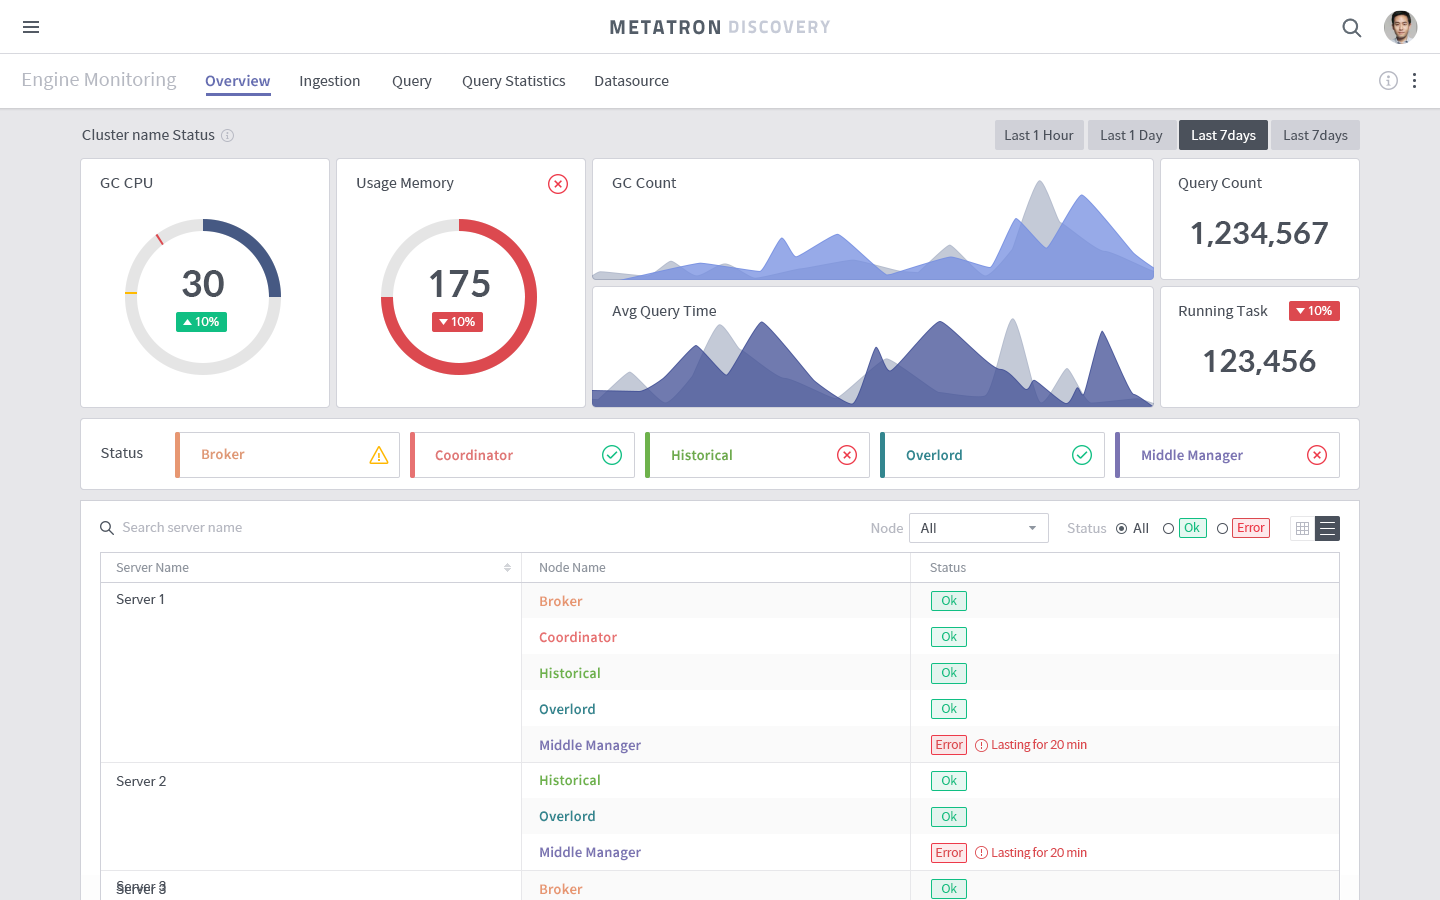 METATRON DISCOVERY
Engine Monitoring Overview Ingestion Query Query Statistics Datasource
Cluster name Status Last 1 Hour Last 1 Day Last 7days Last 7days
GC CPU
30
10%
Usage Memory
175
10%
GC Count
Query Count
1,234,567
Avg Query Time
Running Task 10%
123,456
Status Broker Coordinator Historical Overlord Middle Manager
Search server name Node All Status All Ok Error
Server Name Node Name Status
Server 1 Broker Ok
Coordinator Ok
Historical Ok
Overlord Ok
Middle Manager Error Lasting for 20 min
Server 2 Historical Ok
Overlord Ok
Middle Manager Error Lasting for 20 min
Server 3 Broker Ok